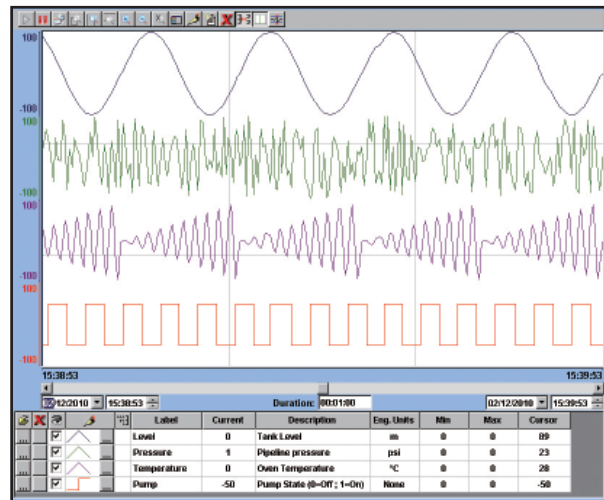 100
-100
100
-100
100
-100
100
-100
15:38:53 15:39:53
12/2010 15:38:53 Duration: 00:01:00 02/12/2010 15:39:53
Label Current Description Eng. Units Min Max Cursor
Level 0 Tank Level m 0 0 89
Pressure 1 Pipeline pressure psi 0 0 23
Temperature 0 Oven Temperature °C 0 0 28
Pump -50 Pump State (0=Off ; 1=On) None 0 0 -50